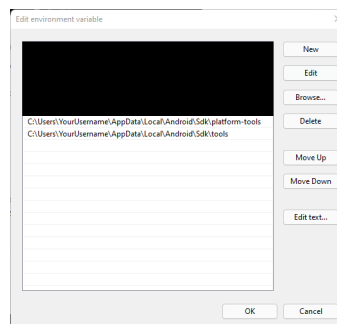 Edit environment variable
New
Edit
Browse...
C:\Users\YourUsername\AppData\Local\Android\Sdk\platform-tools
Delete
C:\Users\YourUsername\AppData\Local\Android\Sdk\tools
Move Up
Move Down
Edit text...
OK
Cancel